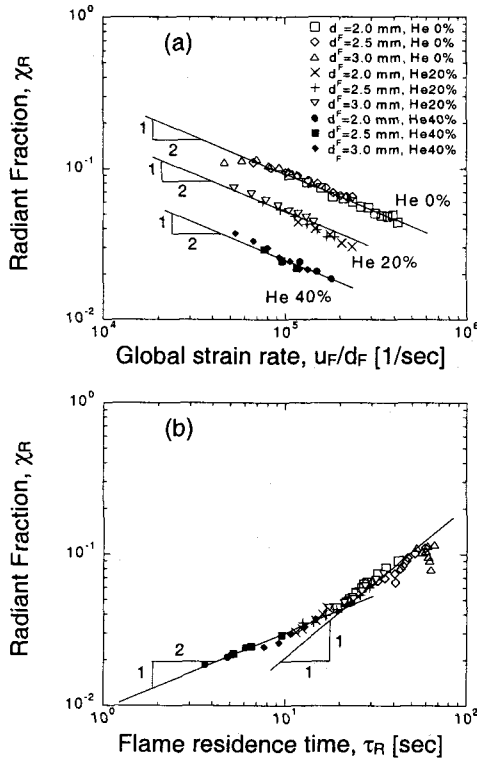 10⁰
(a)
d_F=2.0 mm, He 0%
d_F=2.5 mm, He 0%
d_F=3.0 mm, He 0%
d_F=2.0 mm, He20%
d_F=2.5 mm, He20%
d_F=3.0 mm, He20%
d_F=2.0 mm, He40%
d_F=2.5 mm, He40%
d_F=3.0 mm, He40%
Radiant Fraction, χR
1
2
10⁻¹
1
2
He 0%
1
2
He 20%
He 40%
10⁻²
10⁴
10⁵
10⁶
Global strain rate, uF/dF [1/sec]
10⁰
(b)
Radiant Fraction, χR
10⁻¹
2
1
1
1
10⁻²
10⁰
10¹
10²
Flame residence time, τR [sec]